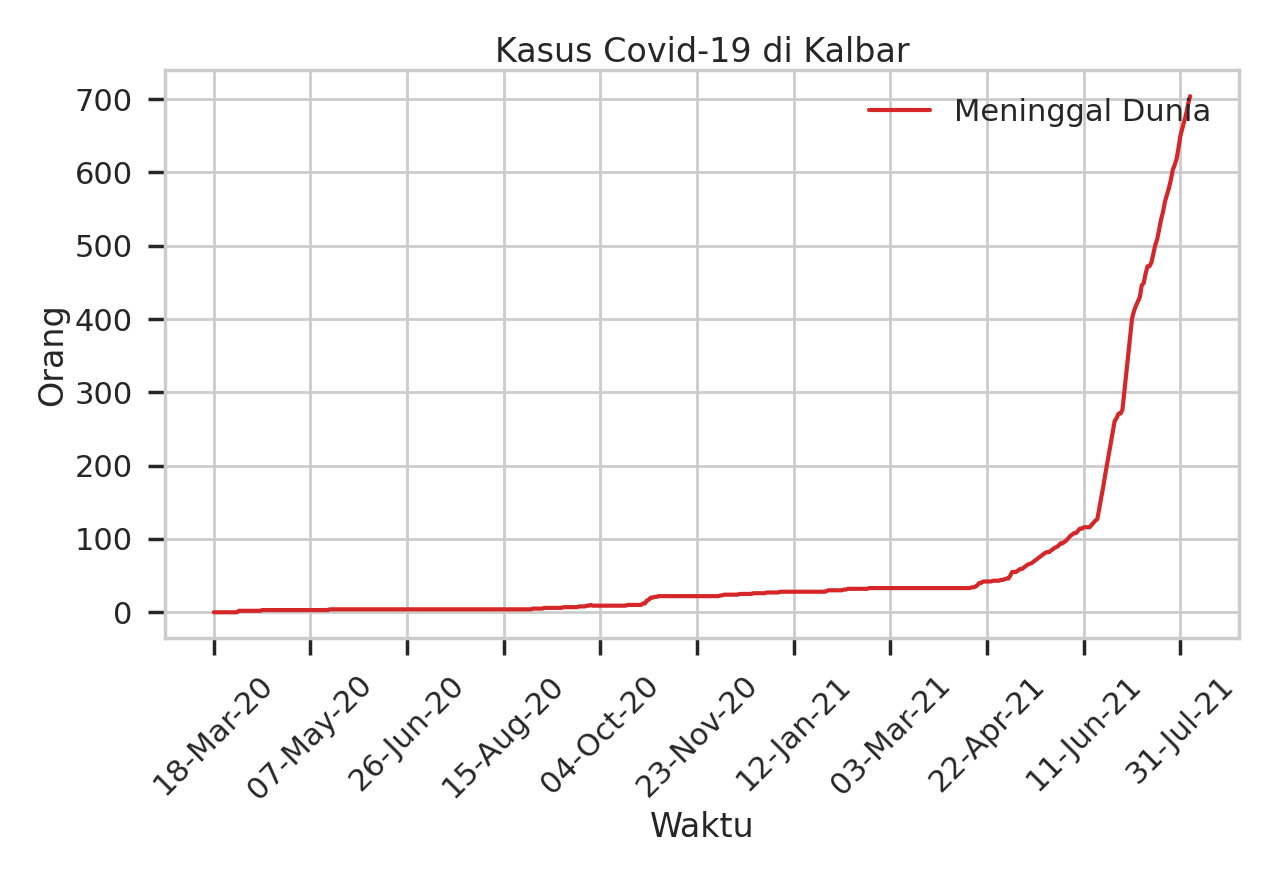 Kasus Covid-19 di Kalbar
Meninggal Dunia
Orang
700
600
500
400
300
200
100
0
18-Mar-20
07-May-20
26-Jun-20
15-Aug-20
04-Oct-20
23-Nov-20
12-Jan-21
03-Mar-21
22-Apr-21
11-Jun-21
31-Jul-21
Waktu